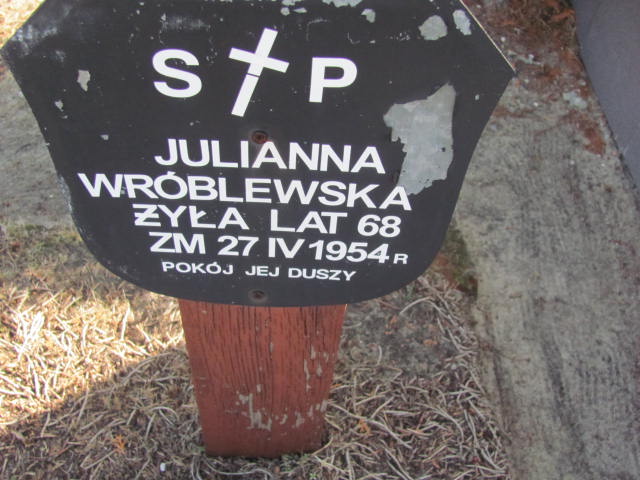 S P
JULIANNA
WRÓBLEWSKA
ŻYŁA LAT 68
ZM 27 IV 1954 R
POKÓJ JEJ DUSZY